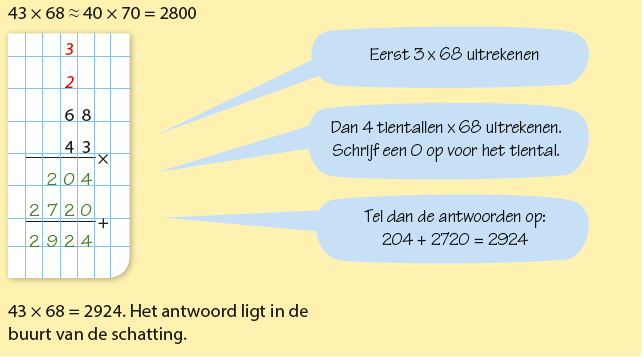 43 × 68 ≈ 40 × 70 = 2800
3
2
68
43
×
204
2720
+
2924
Eerst 3 x 68 uitrekenen
Dan 4 tientallen x 68 uitrekenen.
Schrijf een 0 op voor het tiental.
Tel dan de antwoorden op:
204 + 2720 = 2924
43 × 68 = 2924. Het antwoord ligt in de
buurt van de schatting.